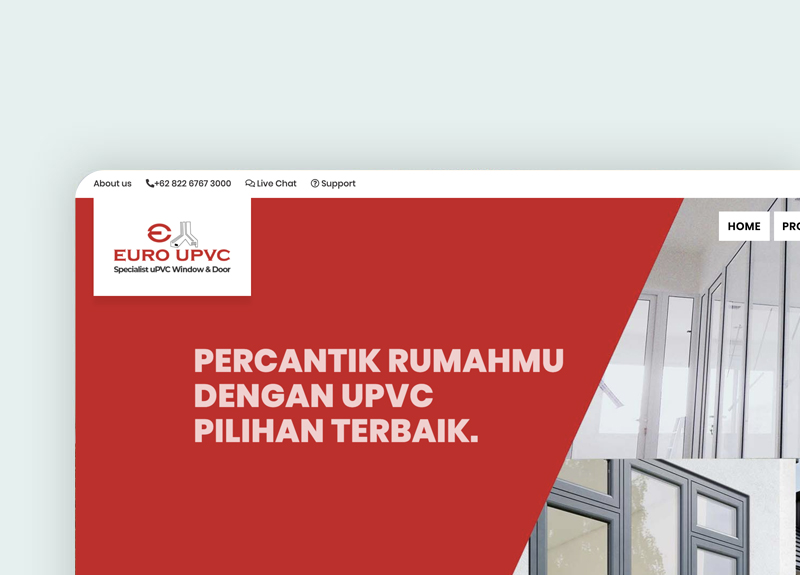 About us
+62 822 6767 3000
Live Chat
Support
EURO UPVC
Specialist uPVC Window & Door
HOME
PERCANTIK RUMAHMU
DENGAN UPVC
PILIHAN TERBAIK.